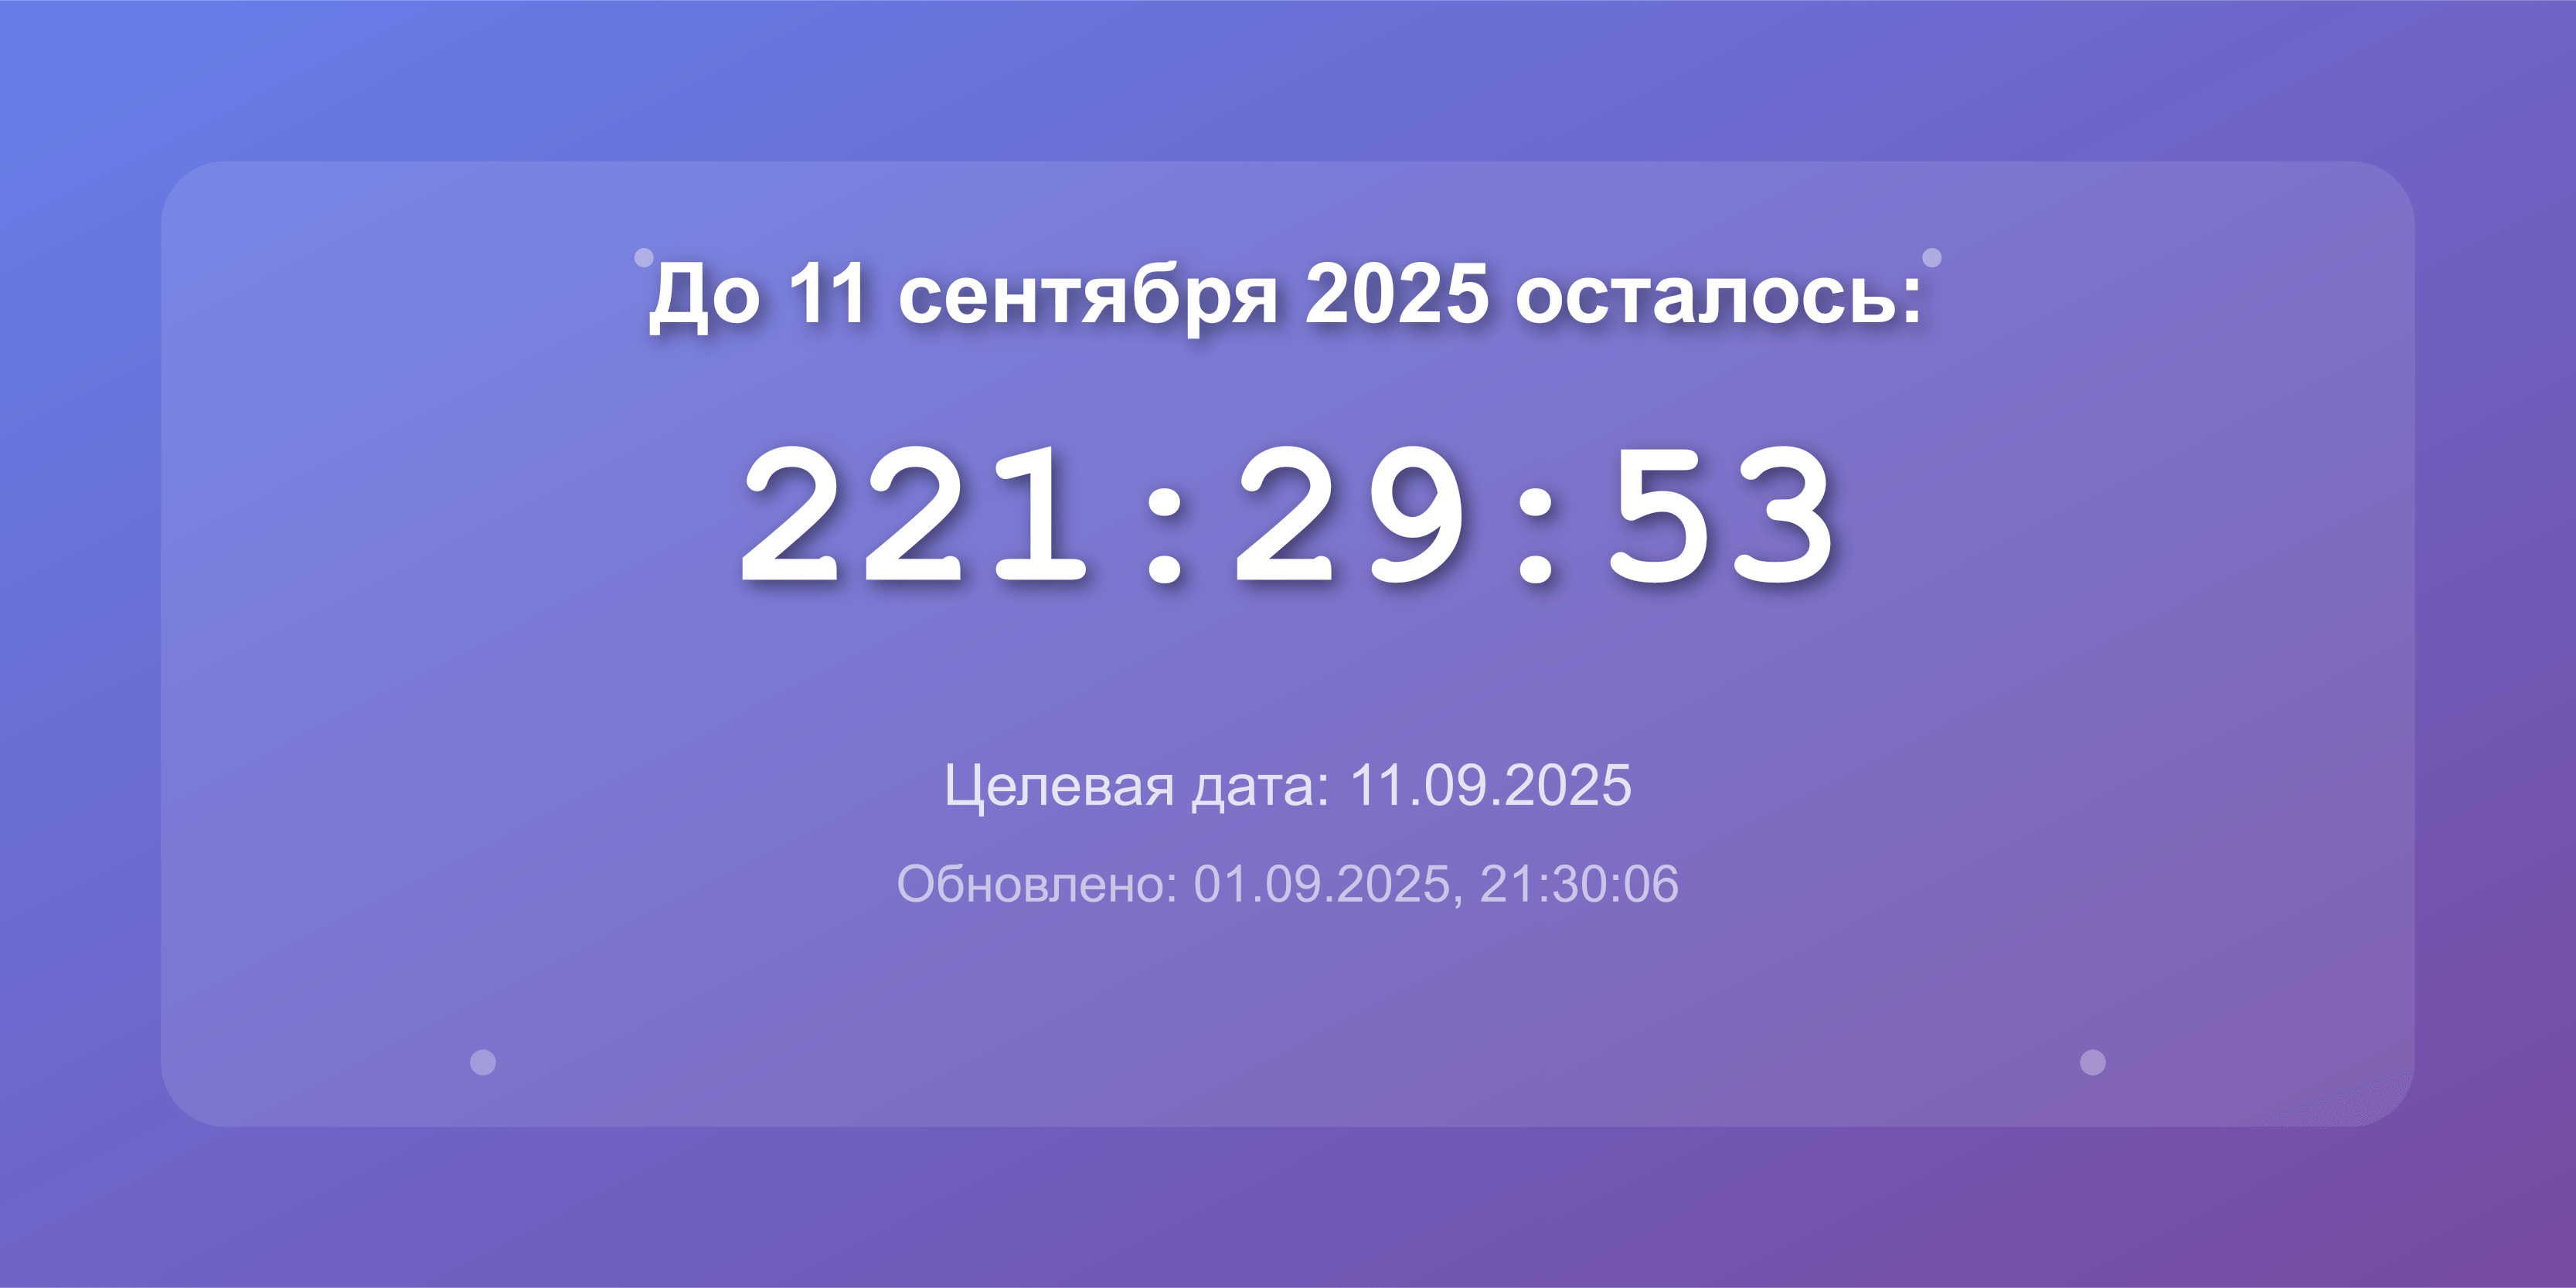 До 11 сентября 2025 осталось:
221:29:53
Целевая дата: 11.09.2025
Обновлено: 01.09.2025, 21:30:06